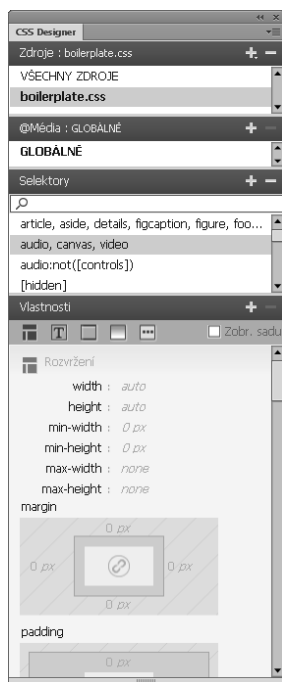 CSS Designer
Zdroje : boilerplate.css
VŠECHNY ZDROJE
boilerplate.css
@Média : GLOBÁLNĚ
GLOBÁLNĚ
Selektory
article, aside, details, figcaption, figure, foo...
audio, canvas, video
audio:not([controls])
[hidden]
Vlastnosti
T Zobr. sadu
Rozvržení
width : auto
height : auto
min-width : 0 px
min-height : 0 px
max-width : none
max-height : none
margin
0 px
0 px 0 px
0 px
padding
0 px